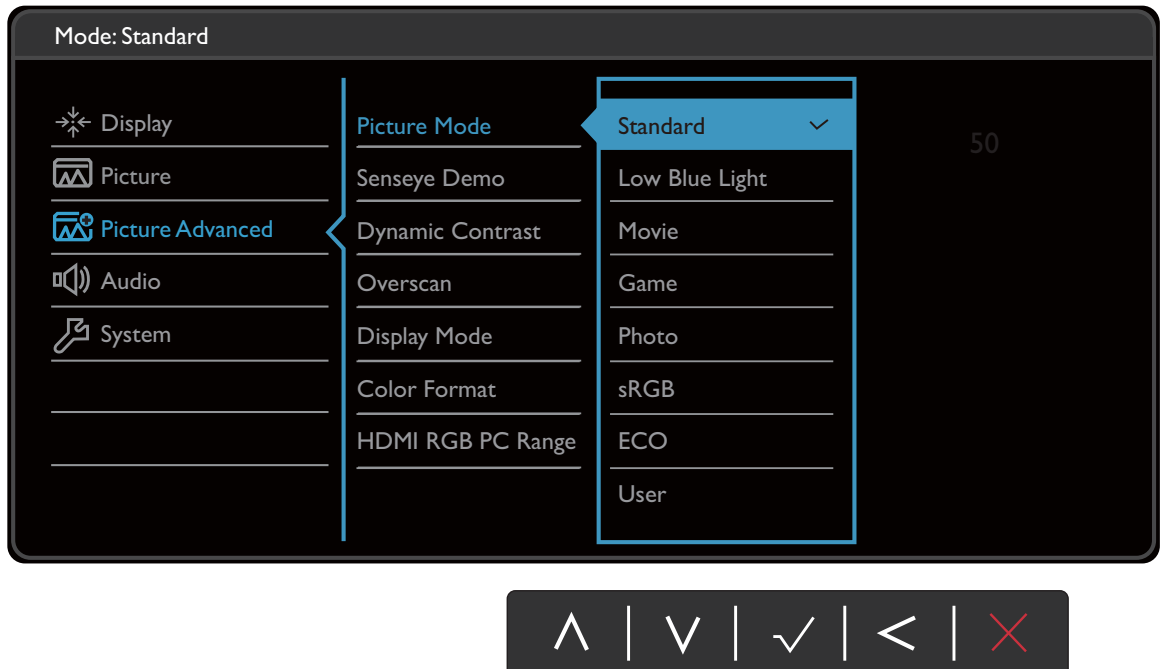 Mode: Standard
Display
Picture
Picture Advanced
Audio
System
Picture Mode
Senseye Demo
Dynamic Contrast
Overscan
Display Mode
Color Format
HDMI RGB PC Range
Standard
Low Blue Light
Movie
Game
Photo
sRGB
ECO
User
50